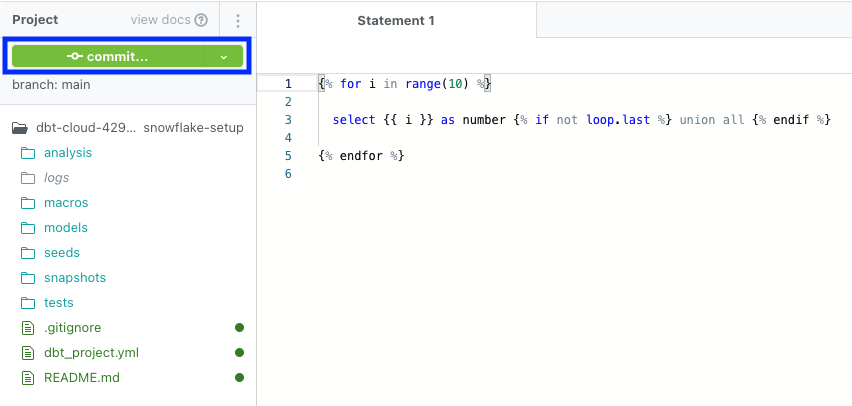 Project view docs ?
commit...
branch: main
dbt-cloud-429... snowflake-setup
analysis
logs
macros
models
seeds
snapshots
tests
.gitignore
dbt_project.yml
README.md
Statement 1
1 {% for i in range(10) %}
2
3 select {{ i }} as number {% if not loop.last %} union all {% endif %}
4
5 {% endfor %}
6